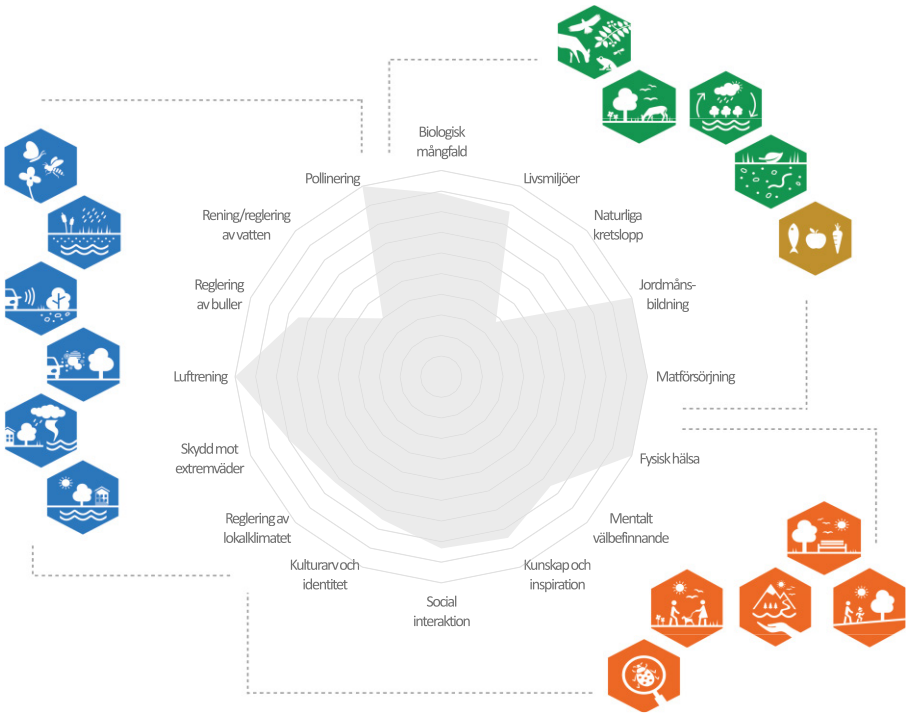 Biologisk
mångfald
Pollinering
Livsmiljöer
Rening/reglering
av vatten
Naturliga
kretslopp
Reglering
av buller
Jordmåns-
bildning
Luftrening
Matförsörjning
Skydd mot
extremväder
Fysisk hälsa
Reglering av
lokalklimatet
Mentalt
välbefinnande
Kulturarv och
identitet
Kunskap och
inspiration
Social
interaktion